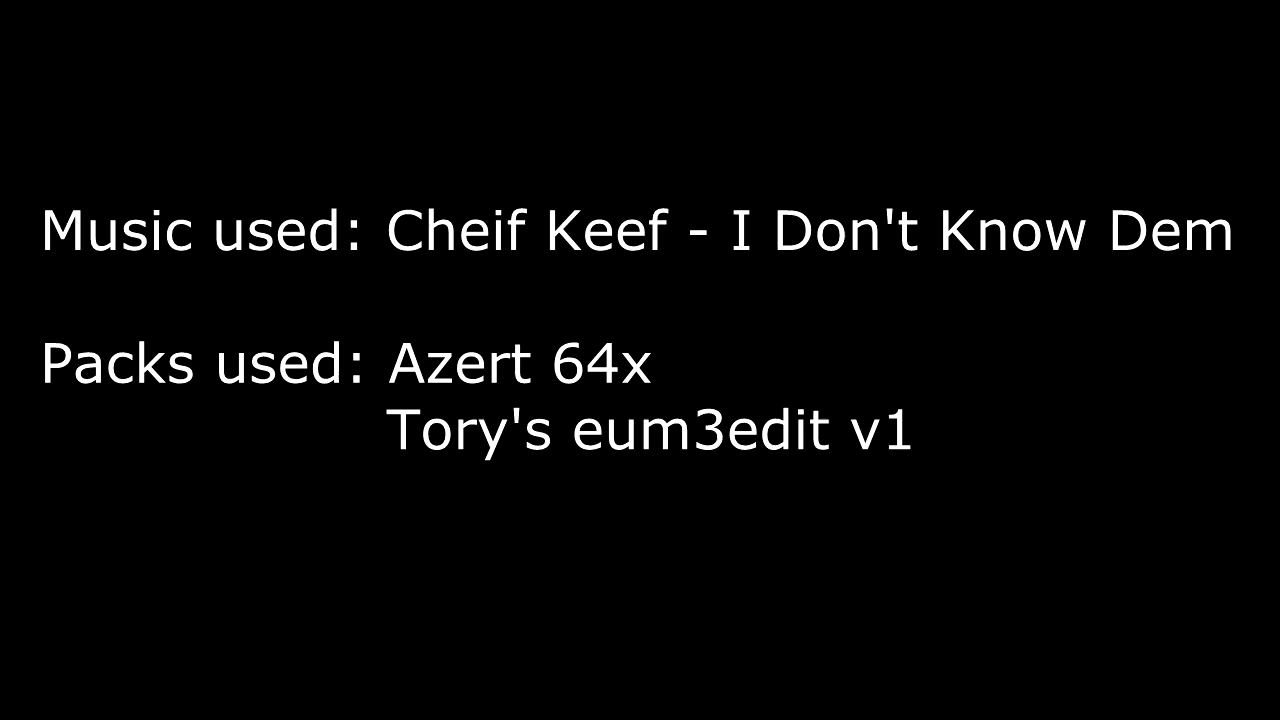 Music used: Cheif Keef - I Don't Know Dem
Packs used: Azert 64x
Tory's eum3edit v1